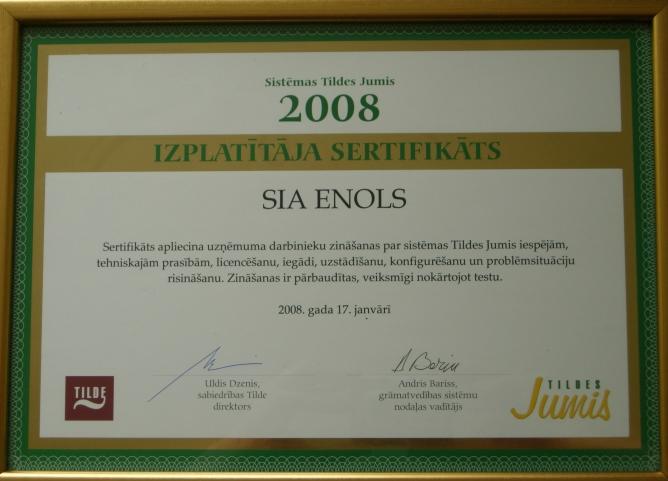 Sistēmas Tildes Jumis
2008
IZPLATĪTĀJA SERTIFIKĀTS
SIA ENOLS
Sertifikāts apliecina uzņēmuma darbinieku zināšanas par sistēmas Tildes Jumis iespējām,
tehniskajām prasībām, licencēšanu, iegādi, uzstādīšanu, konfigurēšanu un problēmsituāciju
risināšanu. Zināšanas ir pārbaudītas, veiksmīgi nokārtojot testu.
2008. gada 17. janvārī
Uldis Dzenis,
sabiedrības Tilde
direktors
Andris Bariss,
grāmatvedības sistēmu
nodaļas vadītājs
TILDE
TILDES
Jumis